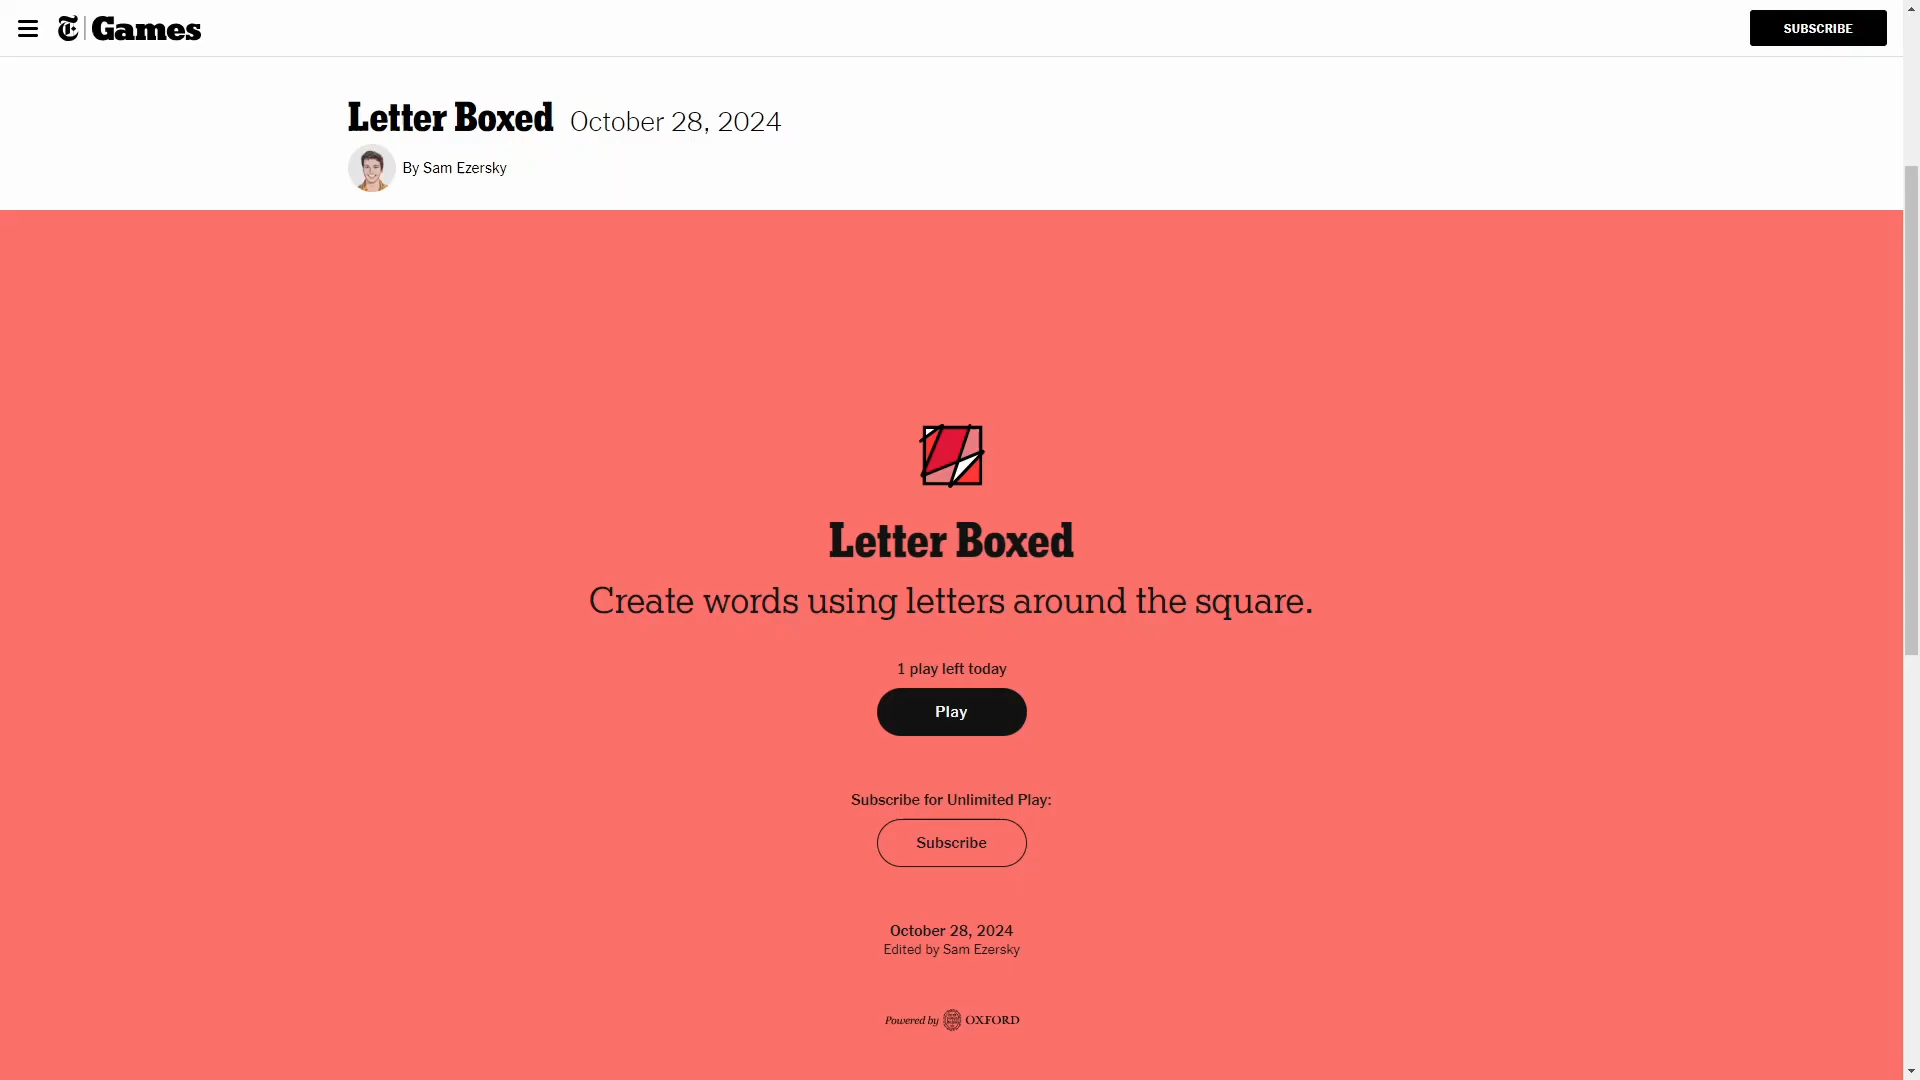 T Games
SUBSCRIBE
Letter Boxed October 28, 2024
By Sam Ezersky
Letter Boxed
Create words using letters around the square.
1 play left today
Play
Subscribe for Unlimited Play:
Subscribe
October 28, 2024
Edited by Sam Ezersky
Powered by OXFORD